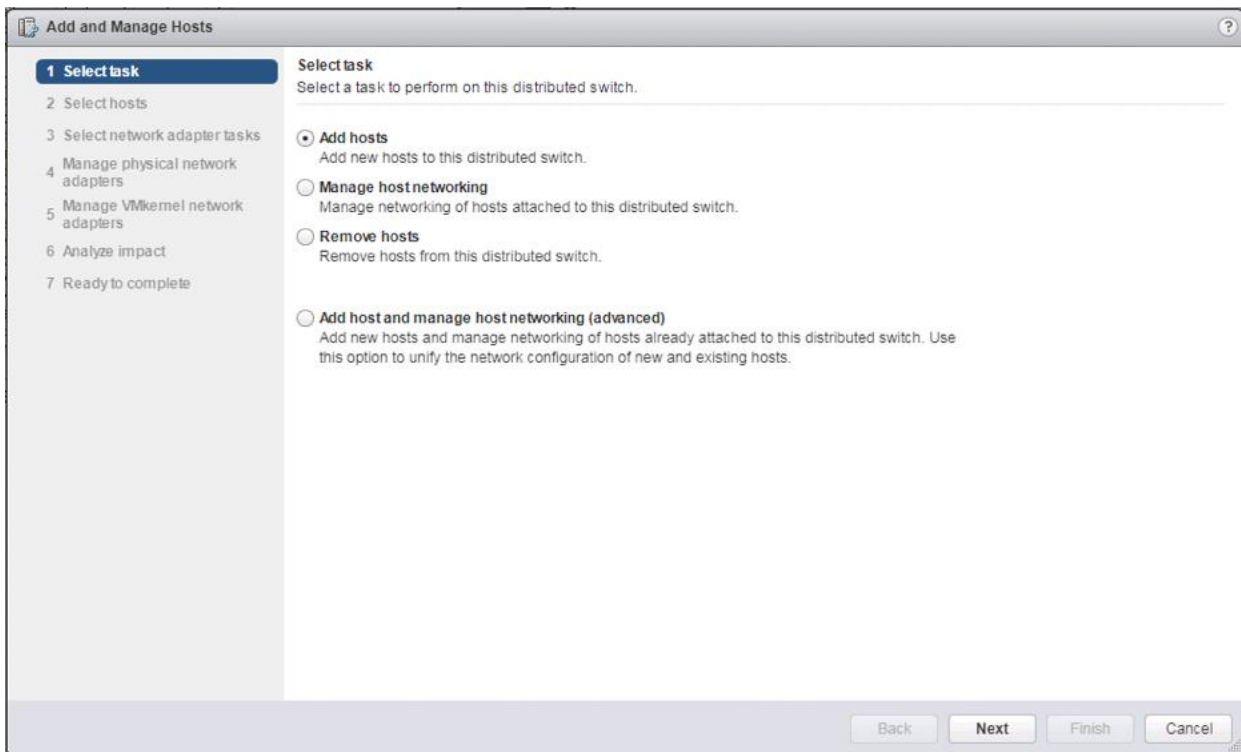 Add and Manage Hosts
?
1 Select task
2 Select hosts
3 Select network adapter tasks
4 Manage physical network
adapters
5 Manage VMkernel network
adapters
6 Analyze impact
7 Ready to complete
Select task
Select a task to perform on this distributed switch.
Add hosts
Add new hosts to this distributed switch.
Manage host networking
Manage networking of hosts attached to this distributed switch.
Remove hosts
Remove hosts from this distributed switch.
Add host and manage host networking (advanced)
Add new hosts and manage networking of hosts already attached to this distributed switch. Use
this option to unify the network configuration of new and existing hosts.
Back Next Finish Cancel